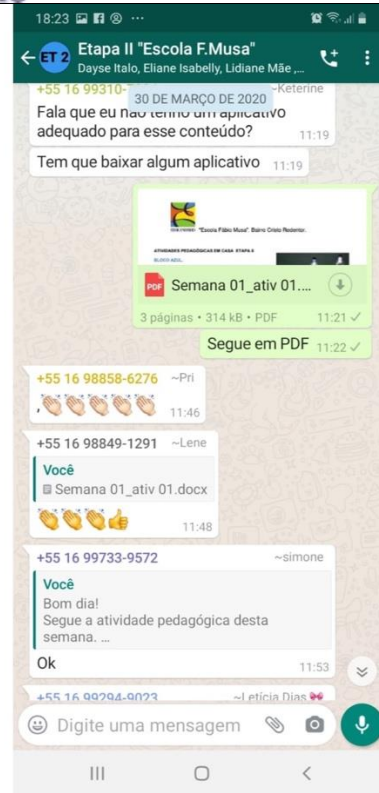 18:23
ET 2
Etapa II "Escola F.Musa"
Dayse Italo, Eliane Isabelly, Lidiane Mãe ,...
+55 16 99310- ~Keterine
30 DE MARÇO DE 2020
Fala que eu não tenho um aplicativo
adequado para esse conteúdo? 11:19
Tem que baixar algum aplicativo 11:19
"Escola Fábio Musa". Bairro Cristo Redentor.
ATIVIDADES PEDAGÓGICAS EM CASA ETAPA II
BLOCO AZUL:
PDF Semana 01_ativ 01....
3 páginas • 314 kB • PDF 11:21
Segue em PDF 11:22
+55 16 98858-6276 ~Pri
, 👏🏻👏🏻👏🏻👏🏻👏🏻 11:46
+55 16 98849-1291 ~Lene
Você
Semana 01_ativ 01.docx
👏👏👏👍 11:48
+55 16 99733-9572 ~simone
Você
Bom dia!
Segue a atividade pedagógica desta
semana. ...
Ok 11:53
+55 16 99294-9023 ~Letícia Dias
Digite uma mensagem